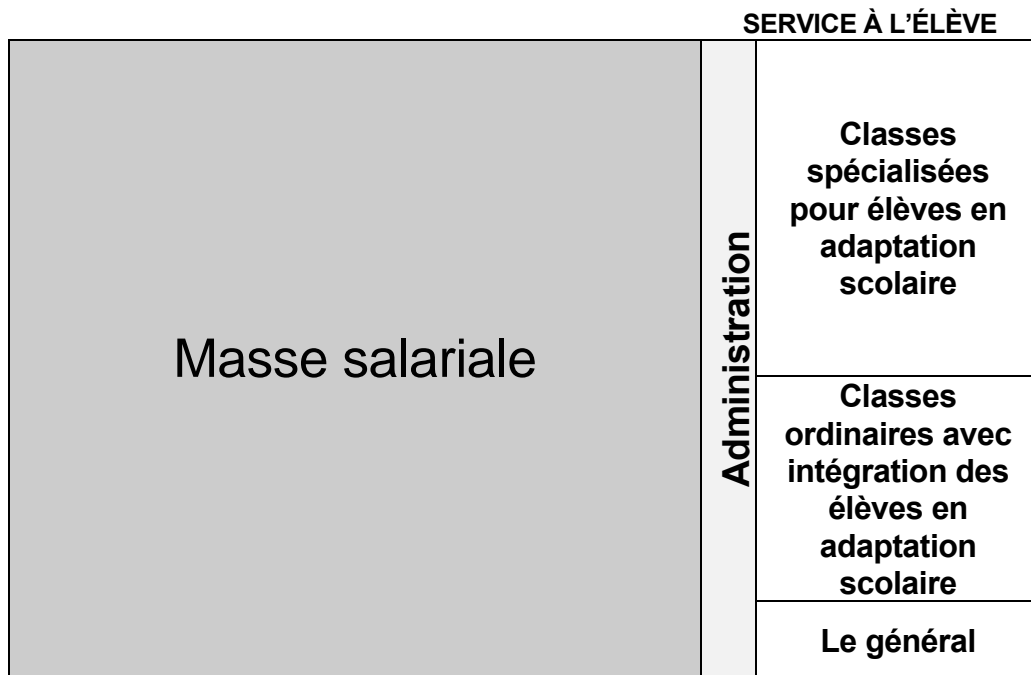 SERVICE À L'ÉLÈVE
Masse salariale
Administration
Classes
spécialisées
pour élèves en
adaptation
scolaire
Classes
ordinaires avec
intégration des
élèves en
adaptation
scolaire
Le général